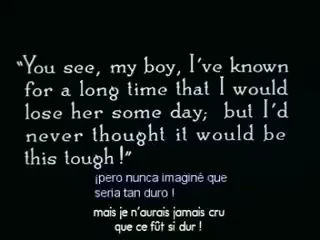 "You see, my boy, I've known
for a long time that I would
lose her some day; but I'd
never thought it would be
this tough!"
¡pero nunca imaginé que
seria tan duro !
mais je n'aurais jamais cru
que ce fût si dur !